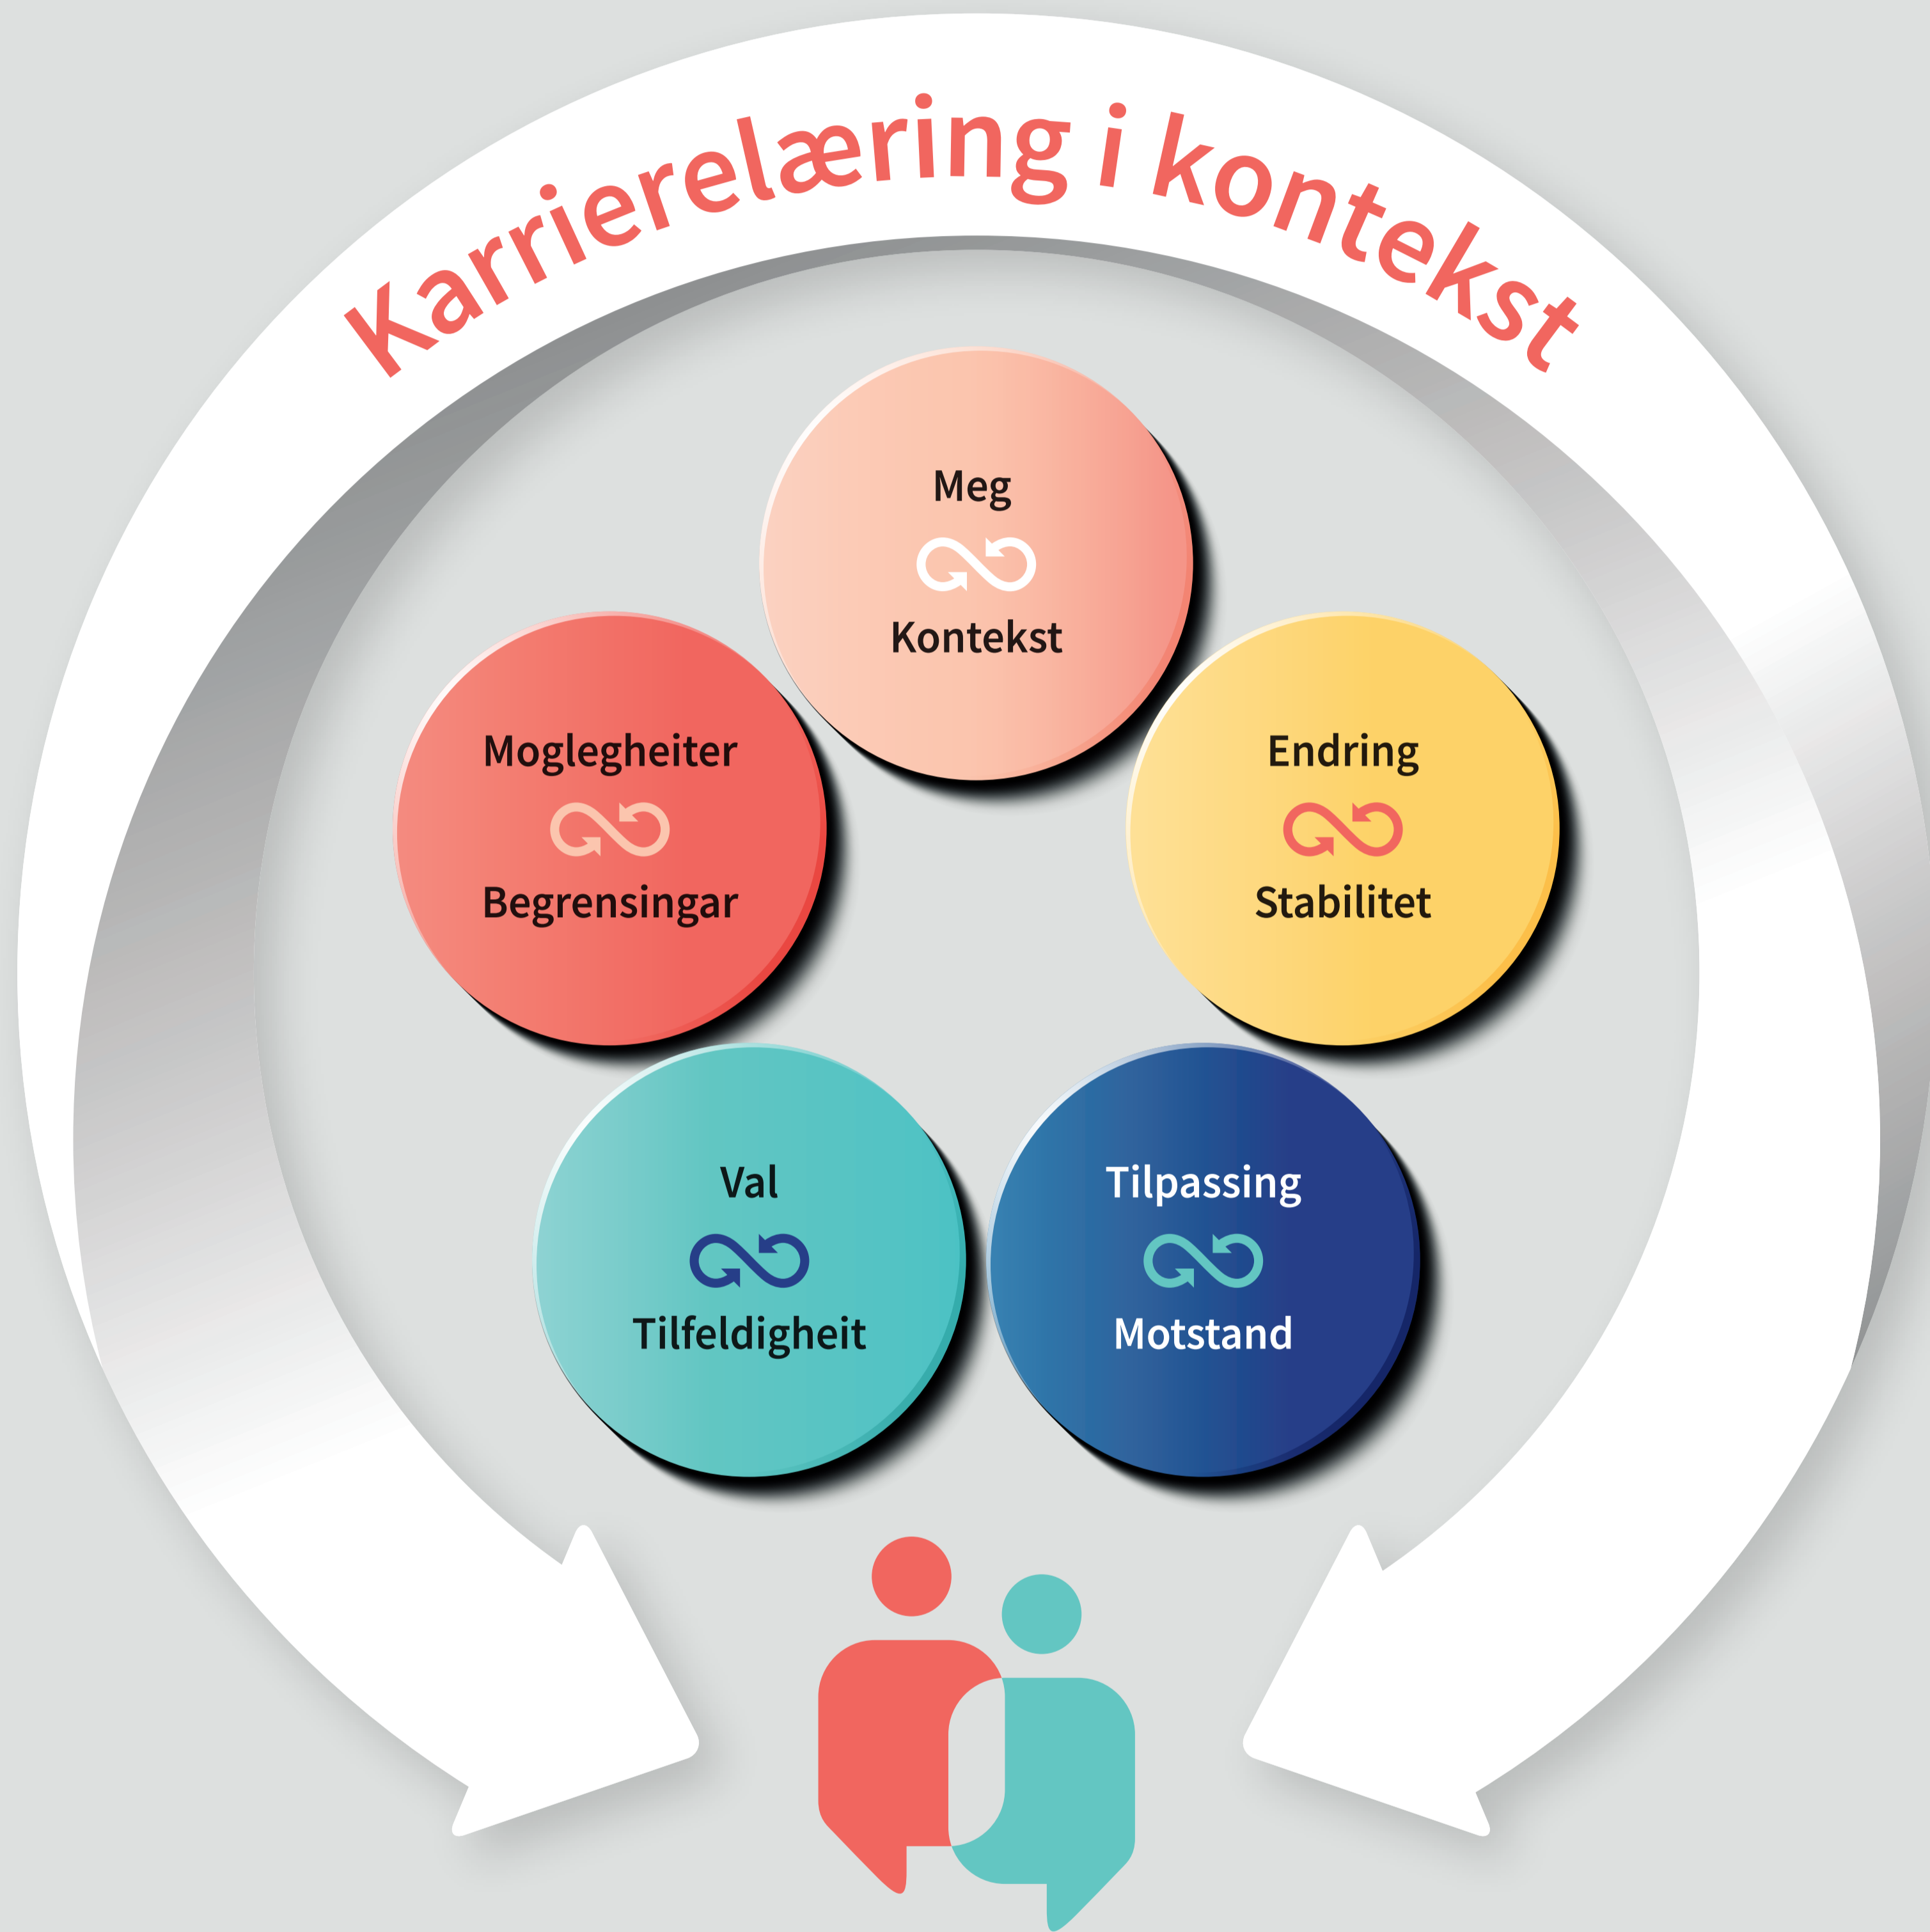 Karrierelæring i kontekst
Meg
Kontekst
Moglegheiter
Begrensingar
Endring
Stabilitet
Val
Tilfeldigheit
Tilpassing
Motstand